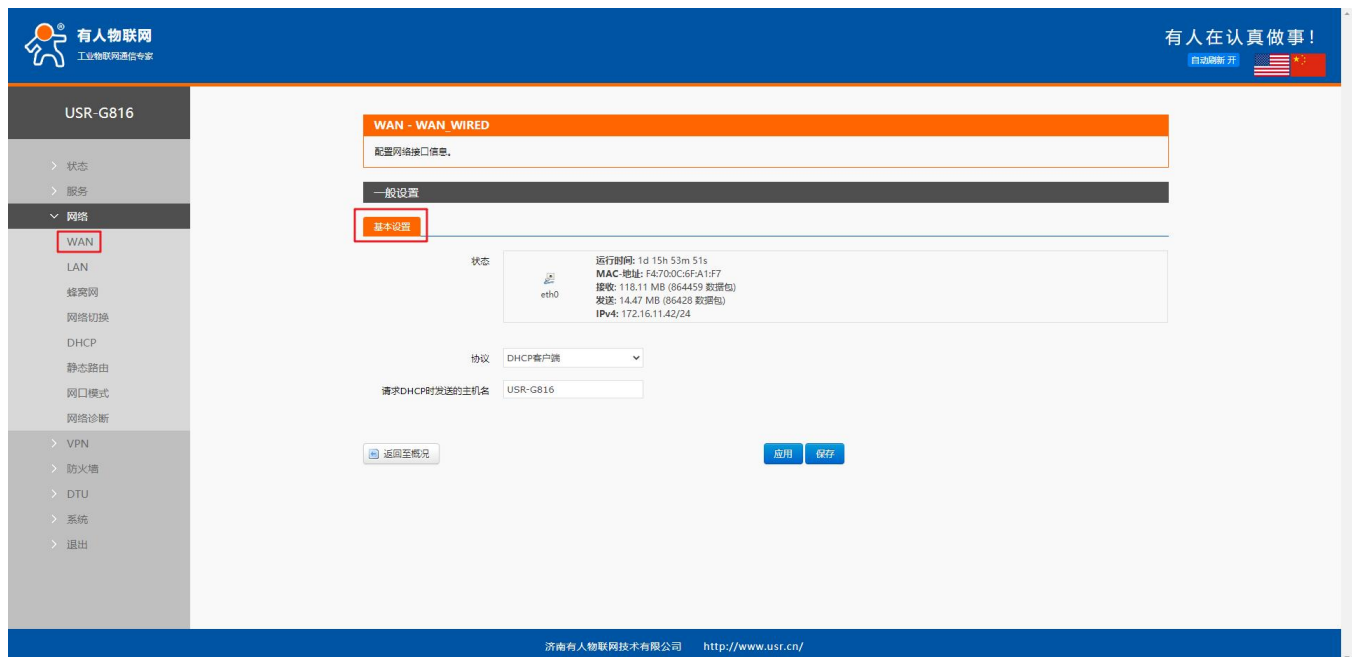 有人物联网
工业物联网通信专家
有人在认真做事！
自动刷新 开
USR-G816
状态
服务
网络
WAN
LAN
蜂窝网
网络切换
DHCP
静态路由
网口模式
网络诊断
VPN
防火墙
DTU
系统
退出
WAN - WAN_WIRED
配置网络接口信息。
一般设置
基本设置
状态
eth0
运行时间: 1d 15h 53m 51s
MAC-地址: F4:70:0C:6F:A1:F7
接收: 118.11 MB (864459 数据包)
发送: 14.47 MB (86428 数据包)
IPv4: 172.16.11.42/24
协议 DHCP客户端
请求DHCP时发送的主机名 USR-G816
返回至概况 应用 保存
济南有人物联网技术有限公司 http://www.usr.cn/